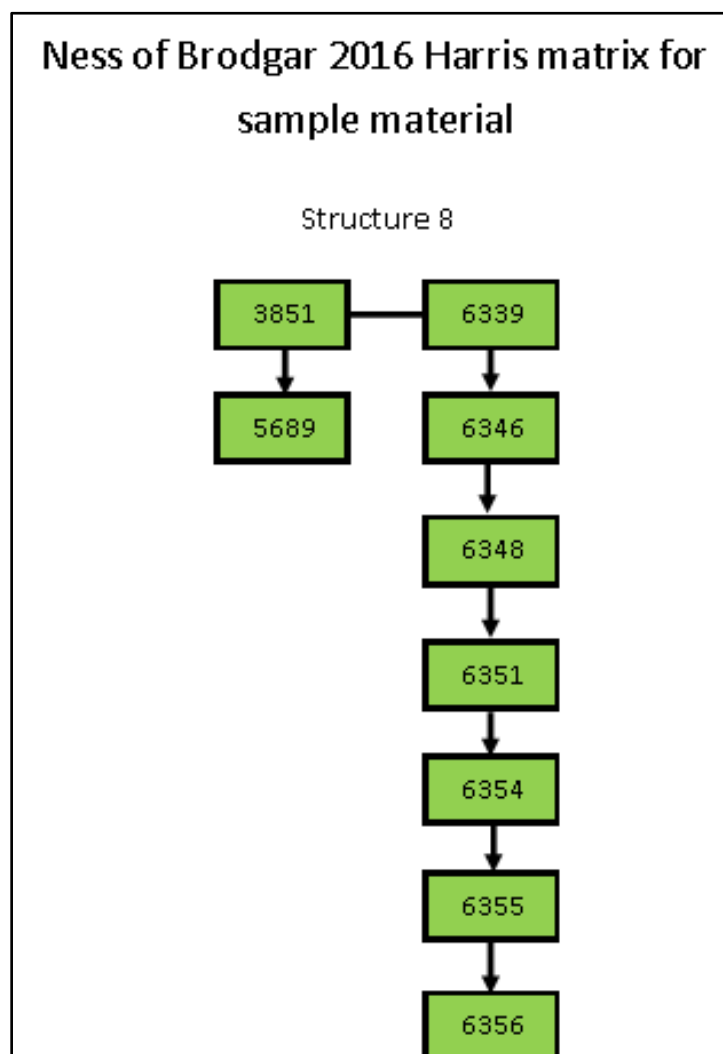 Ness of Brodgar 2016 Harris matrix for
sample material
Structure 8
3851 6339
5689 6346
6348
6351
6354
6355
6356